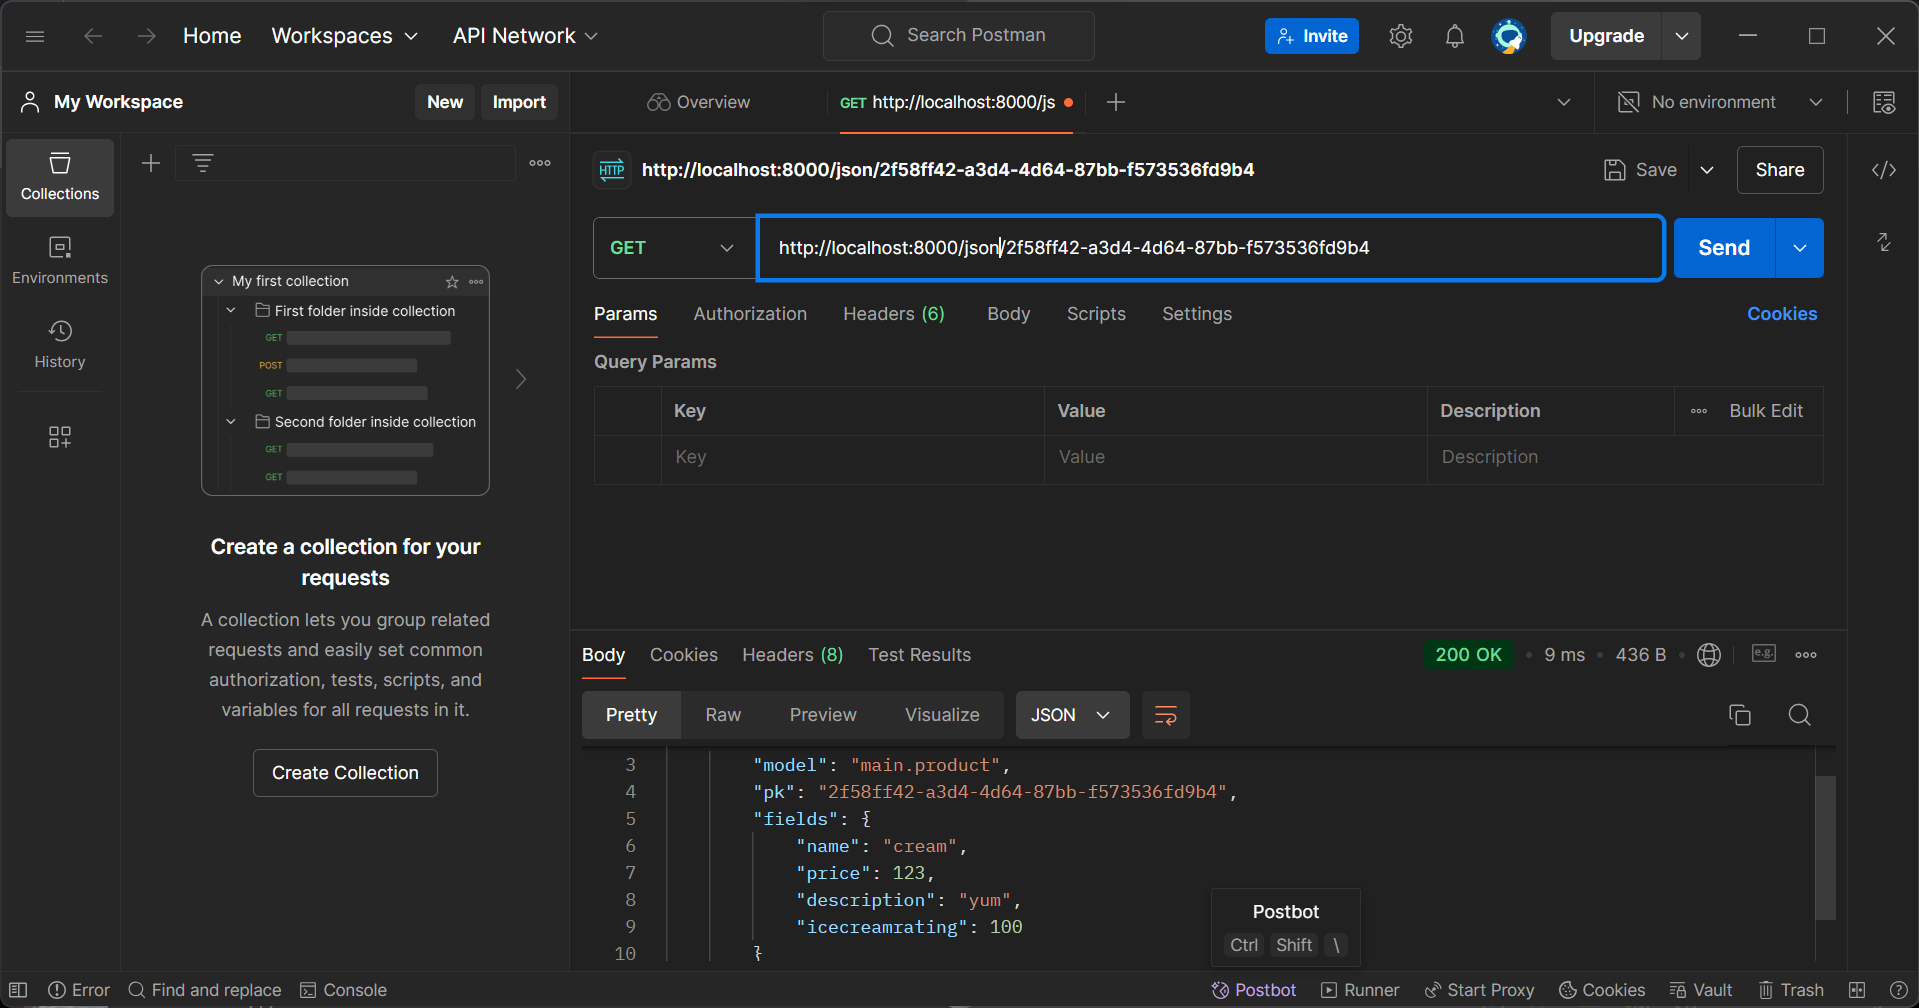 Home Workspaces API Network Search Postman Invite Upgrade
My Workspace New Import Overview GET http://localhost:8000/js No environment
Collections
Environments
History
My first collection
First folder inside collection
GET
POST
GET
Second folder inside collection
GET
GET
Create a collection for your
requests
A collection lets you group related
requests and easily set common
authorization, tests, scripts, and
variables for all requests in it.
Create Collection
HTTP http://localhost:8000/json/2f58ff42-a3d4-4d64-87bb-f573536fd9b4 Save Share
GET http://localhost:8000/json/2f58ff42-a3d4-4d64-87bb-f573536fd9b4 Send
Params Authorization Headers (6) Body Scripts Settings Cookies
Query Params
Key Value Description Bulk Edit
Key Value Description
Body Cookies Headers (8) Test Results 200 OK • 9 ms • 436 B • e.g.
Pretty Raw Preview Visualize JSON
3 "model": "main.product",
4 "pk": "2f58ff42-a3d4-4d64-87bb-f573536fd9b4",
5 "fields": {
6 "name": "cream",
7 "price": 123,
8 "description": "yum",
9 "icecreamrating": 100
10 }
Postbot
Ctrl Shift \
Error Find and replace Console Postbot Runner Start Proxy Cookies Vault Trash